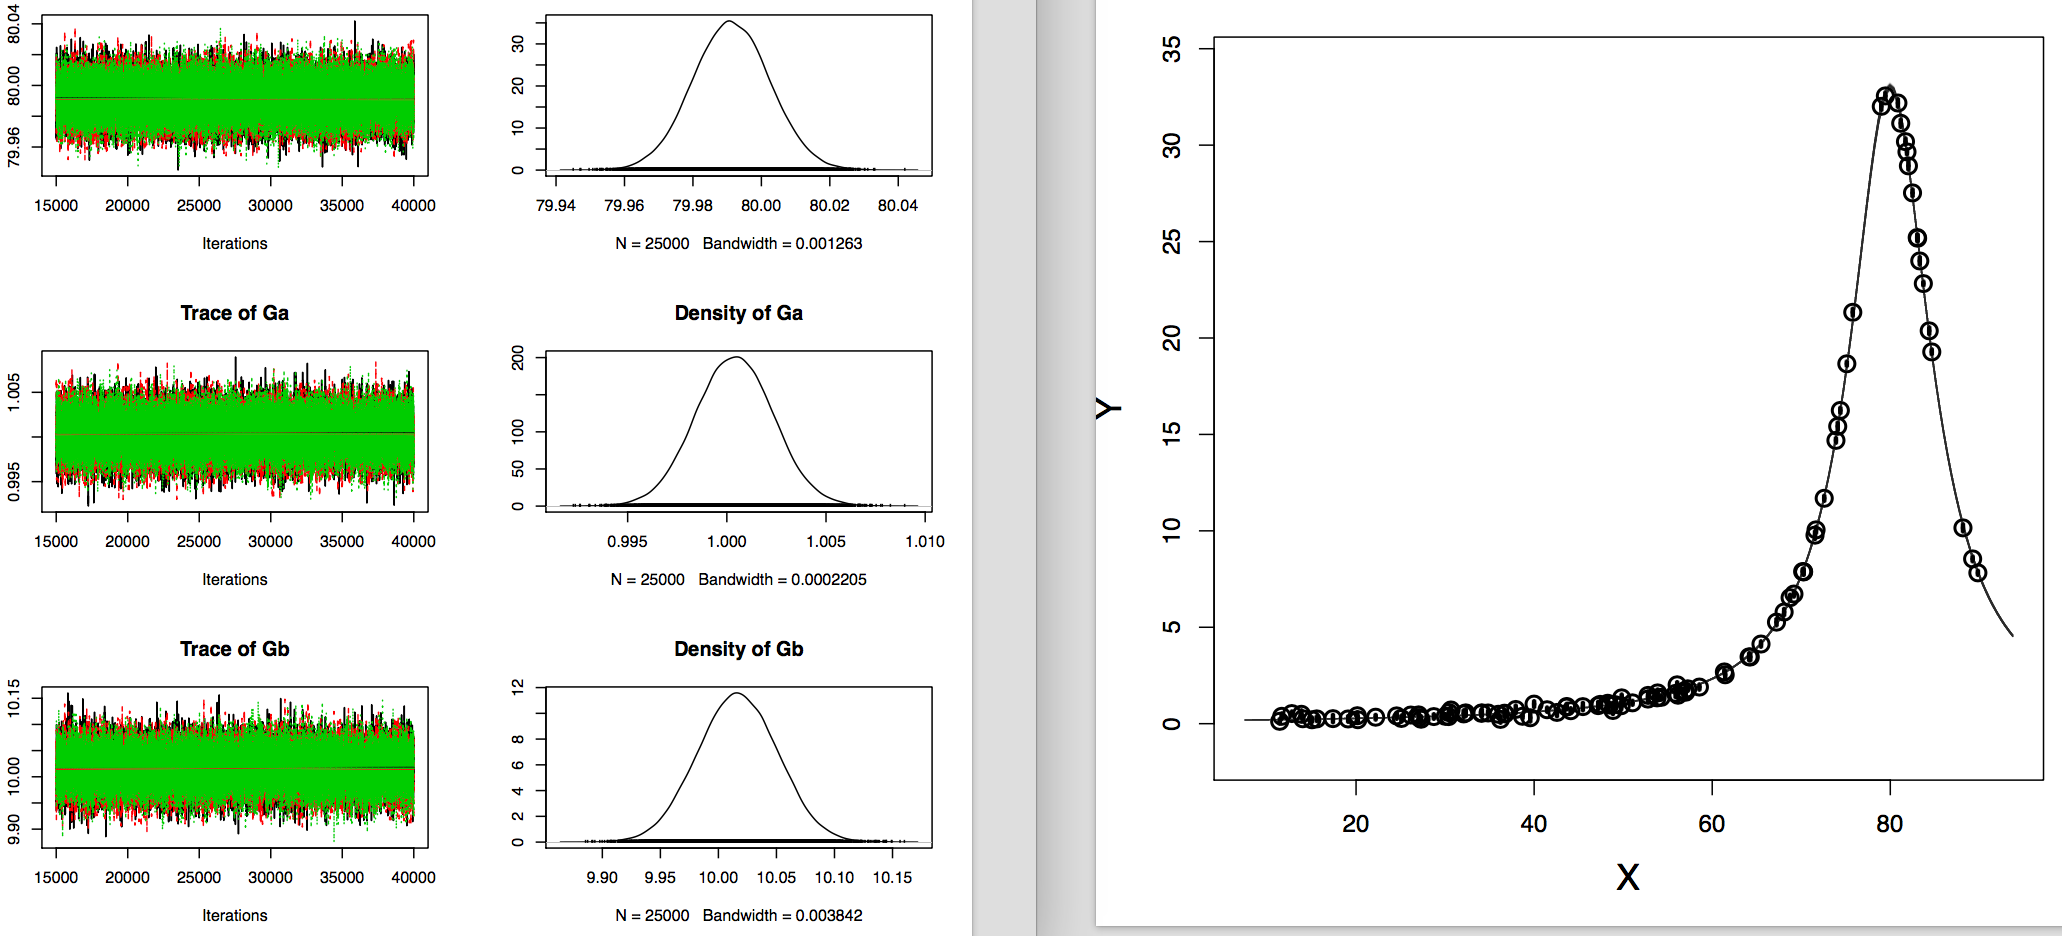 80.04
80.00
79.96
15000 20000 25000 30000 35000 40000
Iterations
30
20
10
0
79.94 79.96 79.98 80.00 80.02 80.04
N = 25000 Bandwidth = 0.001263
Trace of Ga
1.005
0.995
15000 20000 25000 30000 35000 40000
Iterations
Density of Ga
200
100
50
0
0.995 1.000 1.005 1.010
N = 25000 Bandwidth = 0.0002205
Trace of Gb
10.15
10.00
9.90
15000 20000 25000 30000 35000 40000
Iterations
Density of Gb
12
8
6
4
2
0
9.90 9.95 10.00 10.05 10.10 10.15
N = 25000 Bandwidth = 0.003842
Y
35
30
25
20
15
10
5
0
20 40 60 80
X